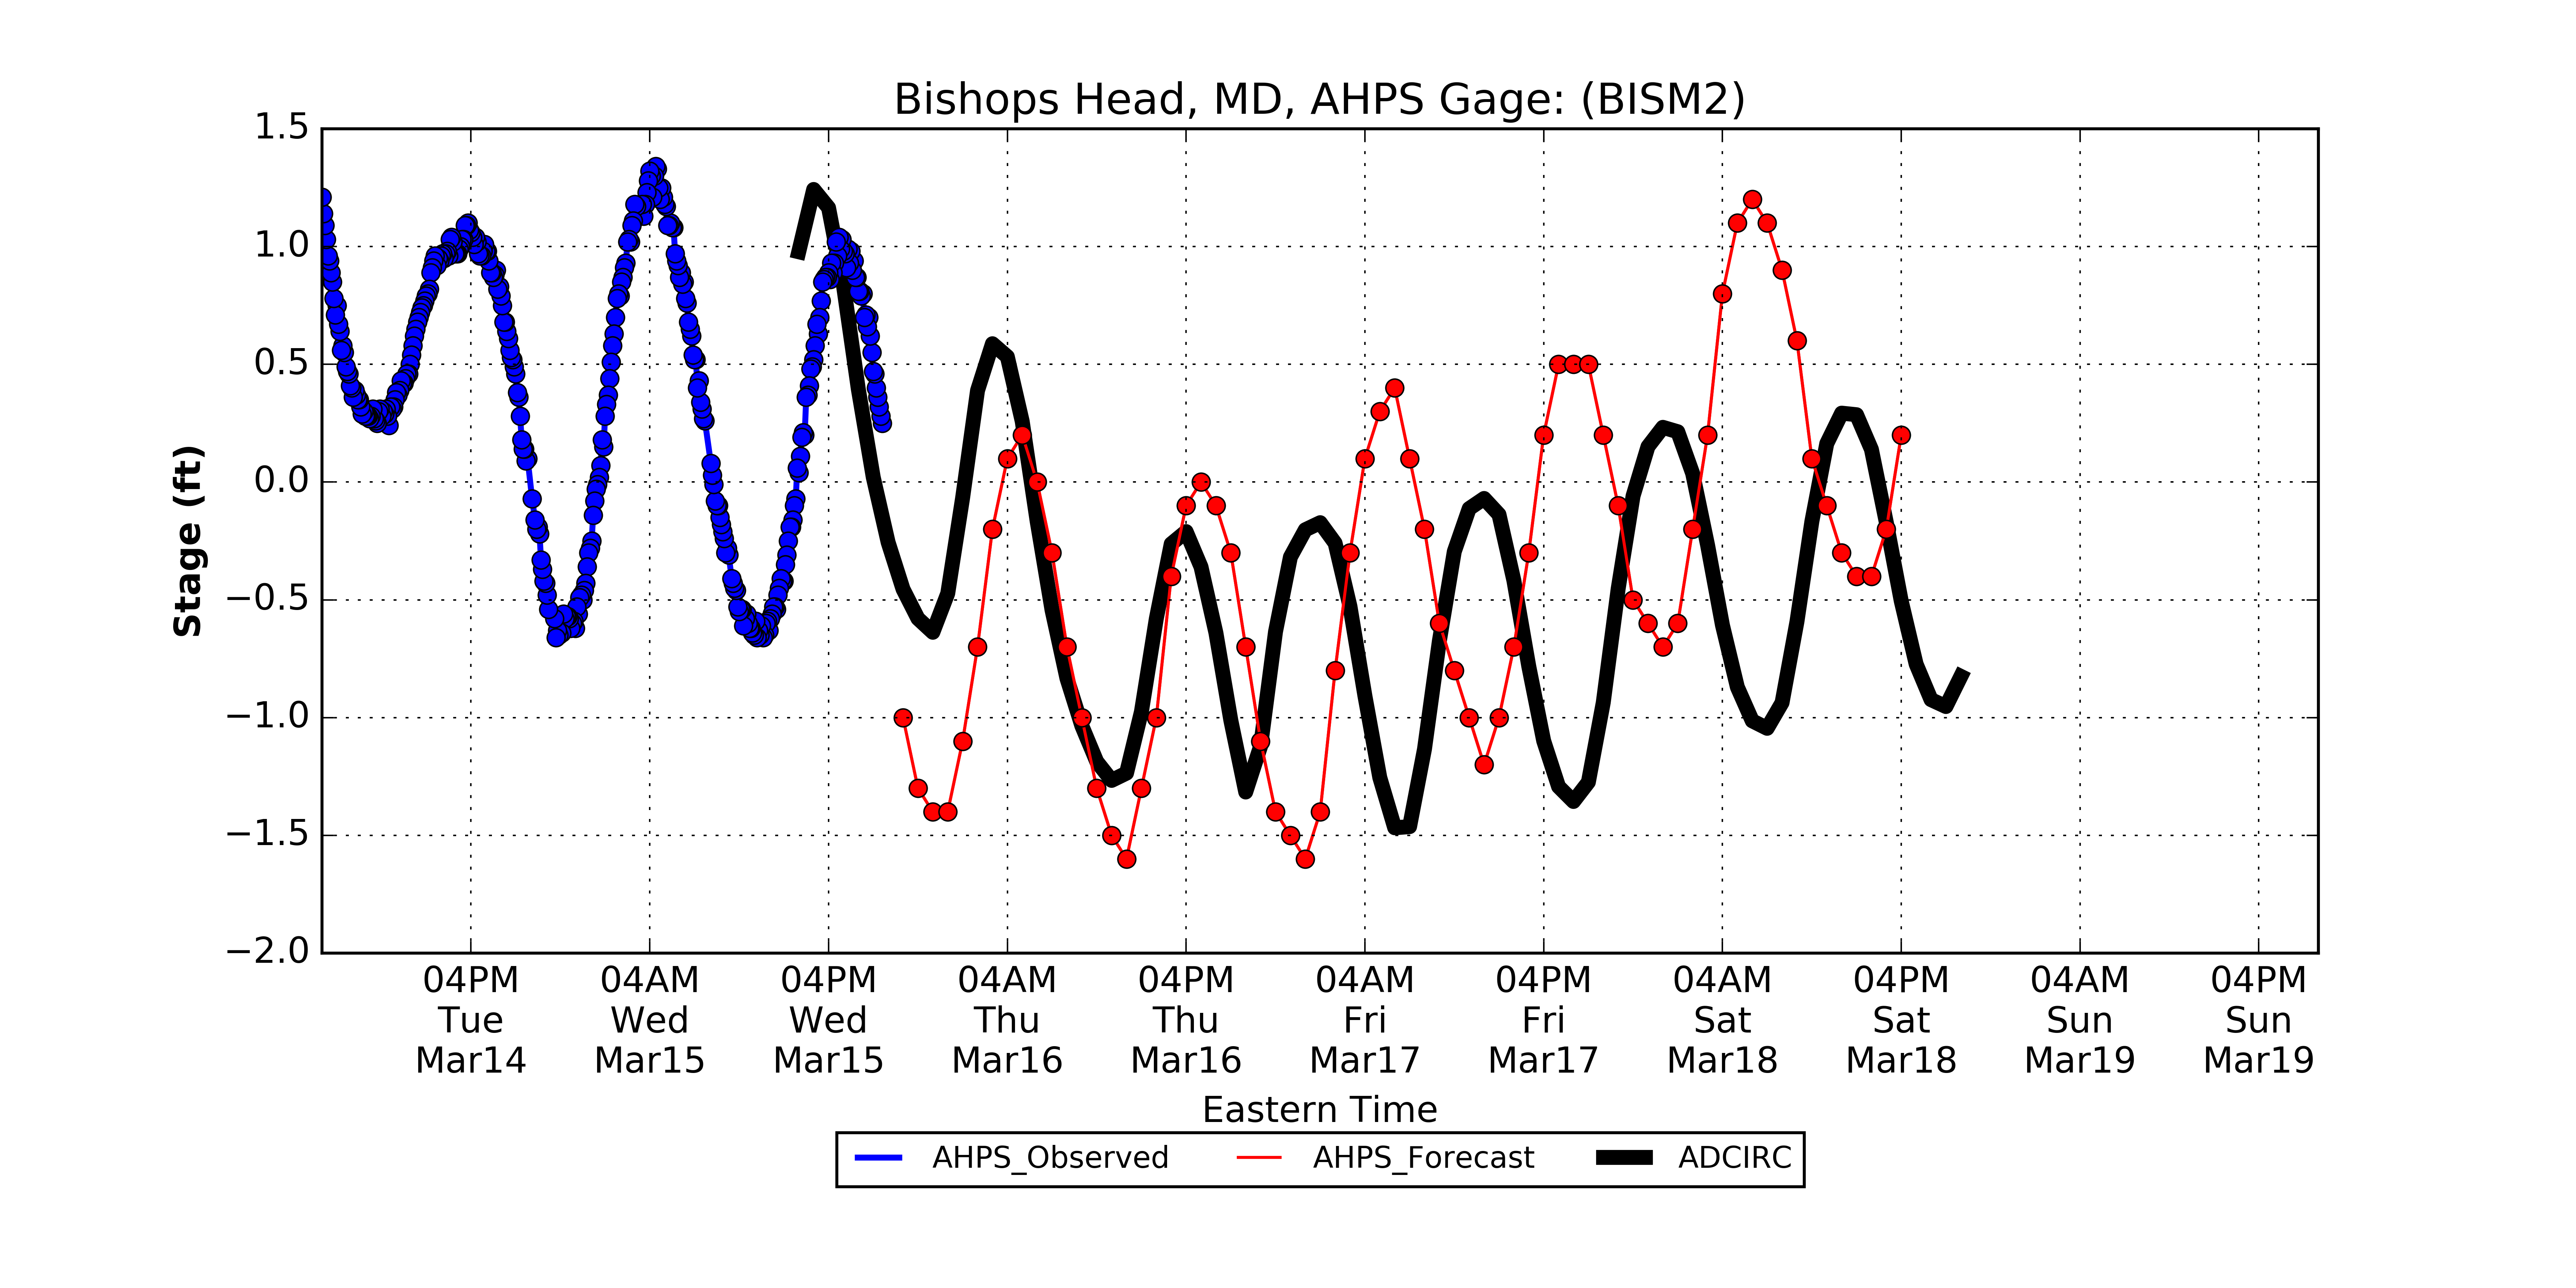 Bishops Head, MD, AHPS Gage: (BISM2)
1.5
1.0
0.5
0.0
−0.5
−1.0
−1.5
−2.0
Stage (ft)
04PM 04AM 04PM 04AM 04PM 04AM 04PM 04AM 04PM 04AM 04PM
Tue Wed Wed Thu Thu Fri Fri Sat Sat Sun Sun
Mar14 Mar15 Mar15 Mar16 Mar16 Mar17 Mar17 Mar18 Mar18 Mar19 Mar19
Eastern Time
AHPS_Observed AHPS_Forecast ADCIRC